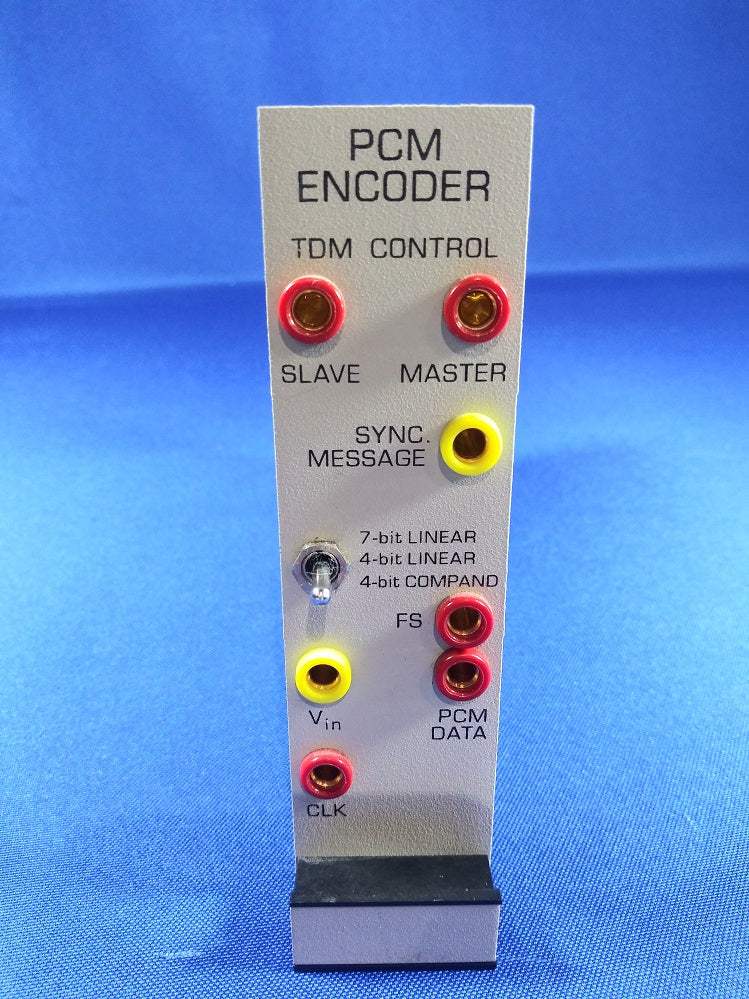 PCM
ENCODER
TDM CONTROL
SLAVE MASTER
SYNC.
MESSAGE
7-bit LINEAR
4-bit LINEAR
4-bit COMPAND
FS
Vin
PCM
DATA
CLK